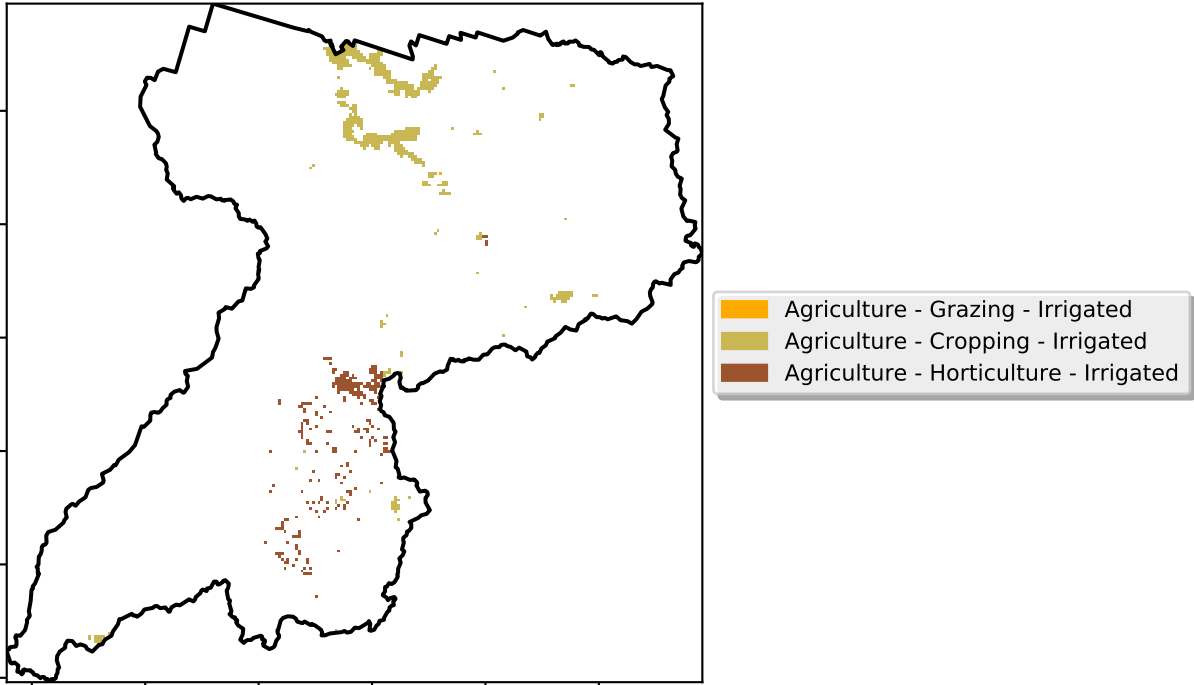 Agriculture - Grazing - Irrigated
Agriculture - Cropping - Irrigated
Agriculture - Horticulture - Irrigated